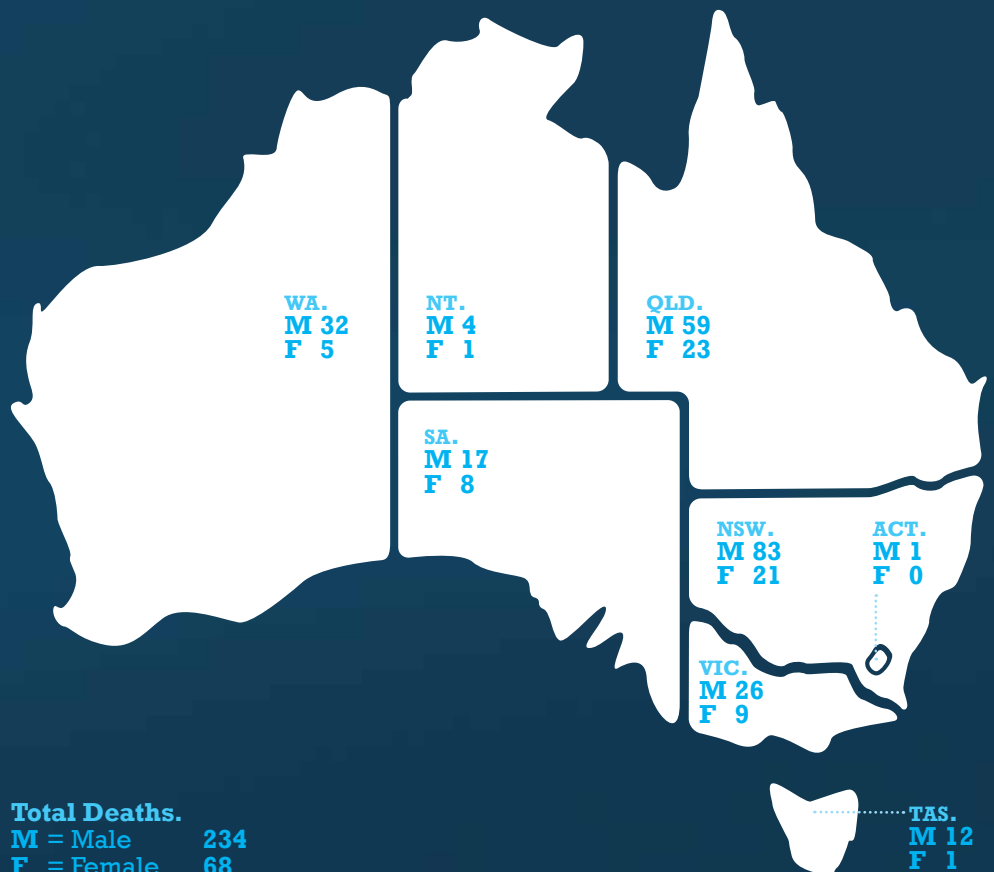 WA.
M 32
F 5
NT.
M 4
F 1
QLD.
M 59
F 23
SA.
M 17
F 8
NSW.
M 83
F 21
ACT.
M 1
F 0
VIC.
M 26
F 9
TAS.
M 12
F 1
Total Deaths.
M = Male 234
F = Female 68